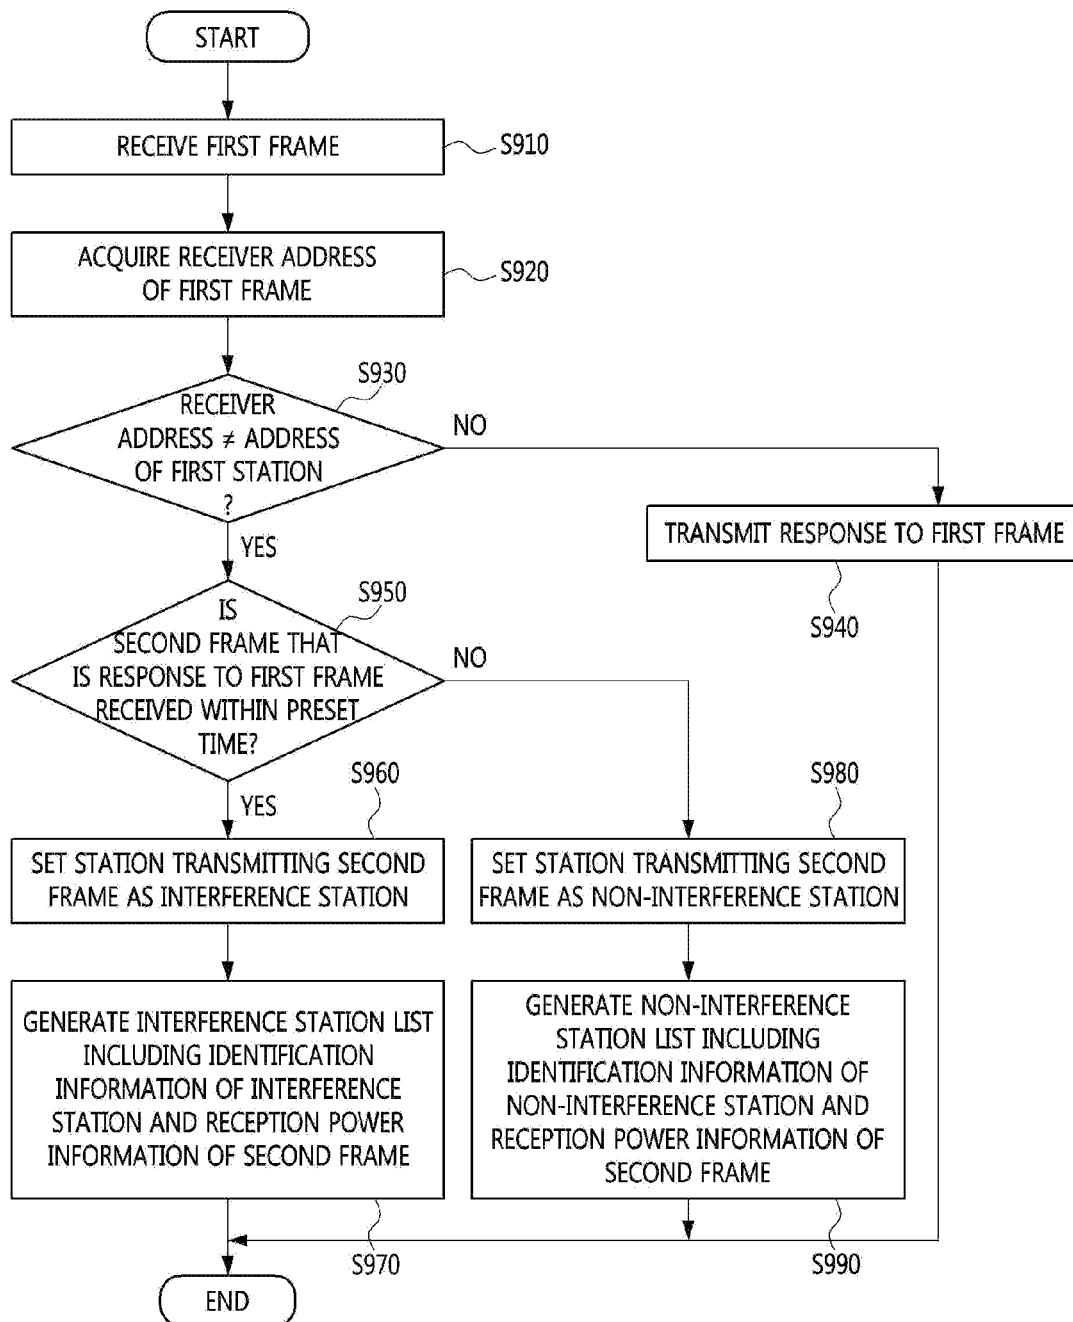 START
RECEIVE FIRST FRAME
S910
ACQUIRE RECEIVER ADDRESS
OF FIRST FRAME
S920
S930
RECEIVER
ADDRESS ≠ ADDRESS
OF FIRST STATION
?
NO
YES
TRANSMIT RESPONSE TO FIRST FRAME
S940
S950
IS
SECOND FRAME THAT
IS RESPONSE TO FIRST FRAME
RECEIVED WITHIN PRESET
TIME?
NO
YES
S960
SET STATION TRANSMITTING SECOND
FRAME AS INTERFERENCE STATION
S980
SET STATION TRANSMITTING SECOND
FRAME AS NON-INTERFERENCE STATION
GENERATE INTERFERENCE STATION LIST
INCLUDING IDENTIFICATION
INFORMATION OF INTERFERENCE
STATION AND RECEPTION POWER
INFORMATION OF SECOND FRAME
S970
GENERATE NON-INTERFERENCE
STATION LIST INCLUDING
IDENTIFICATION INFORMATION OF
NON-INTERFERENCE STATION AND
RECEPTION POWER INFORMATION OF
SECOND FRAME
S990
END